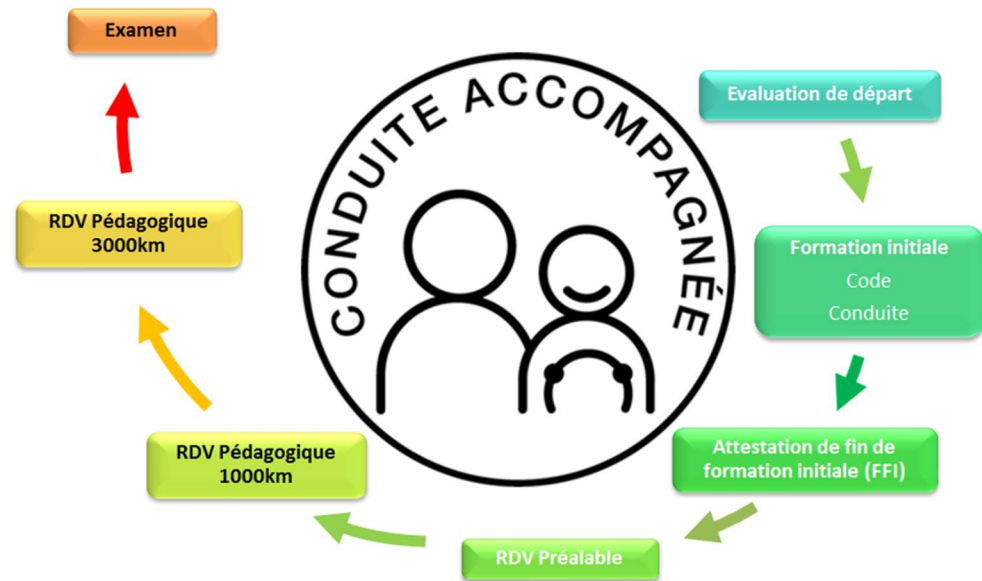 Examen
CONDUITE ACCOMPAGNÉE
Evaluation de départ
Formation initiale
Code
Conduite
Attestation de fin de
formation initiale (FFI)
RDV Préalable
RDV Pédagogique
1000km
RDV Pédagogique
3000km